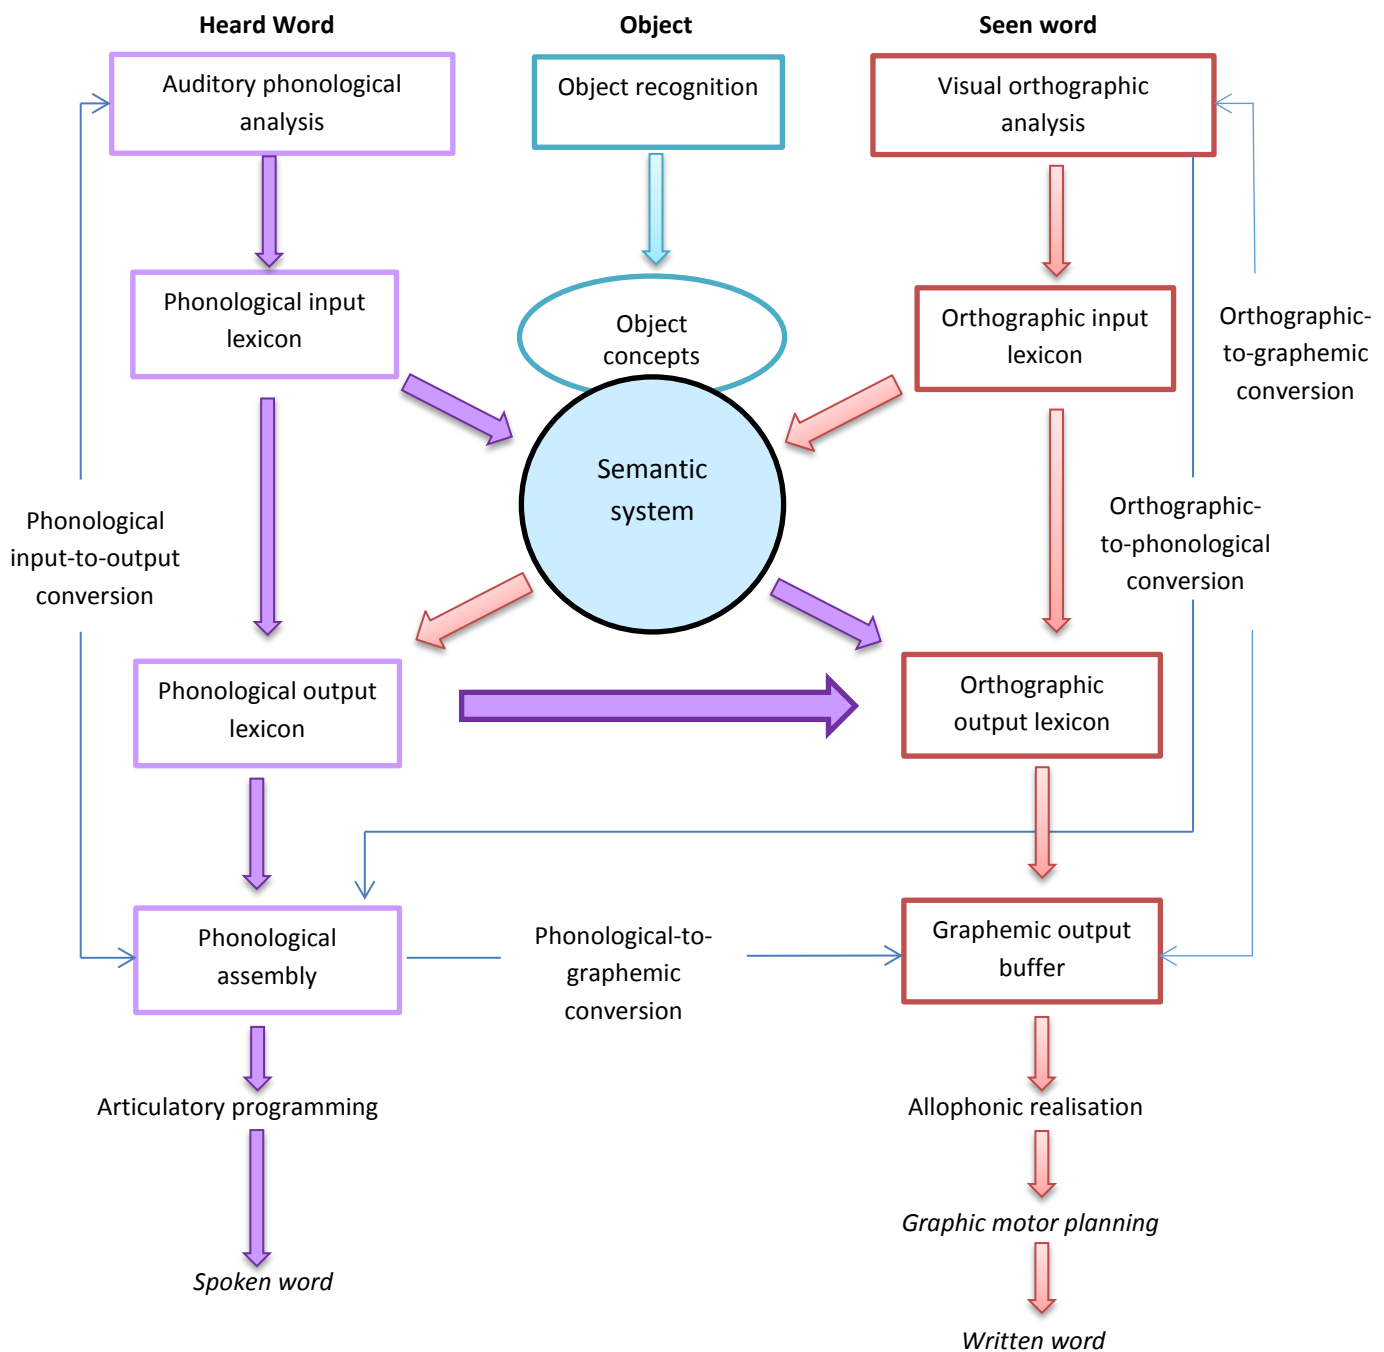 Heard Word
Object
Seen word
Auditory phonological
analysis
Object recognition
Visual orthographic
analysis
Phonological input
lexicon
Object
concepts
Orthographic input
lexicon
Orthographic-
to-graphemic
conversion
Semantic
system
Phonological
input-to-output
conversion
Orthographic-
to-phonological
conversion
Phonological output
lexicon
Orthographic
output lexicon
Phonological
assembly
Phonological-to-
graphemic
conversion
Graphemic output
buffer
Articulatory programming
Allophonic realisation
Graphic motor planning
Spoken word
Written word